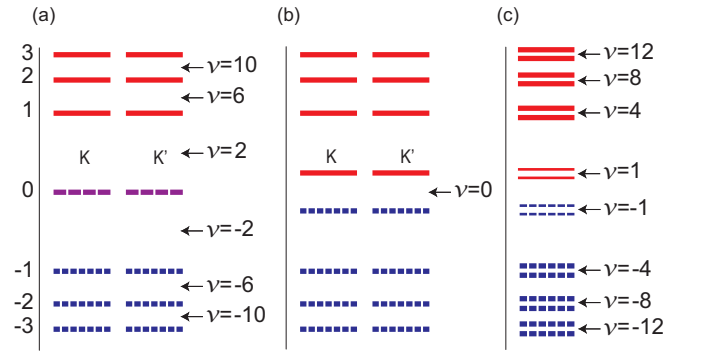 (a) (b) (c)
3 ν=10
2 ν=6
1
K K' ν=2
0
ν=-2
-1
ν=-6
-2
ν=-10
-3
K K'
ν=0
ν=12
ν=8
ν=4
ν=1
ν=-1
ν=-4
ν=-8
ν=-12